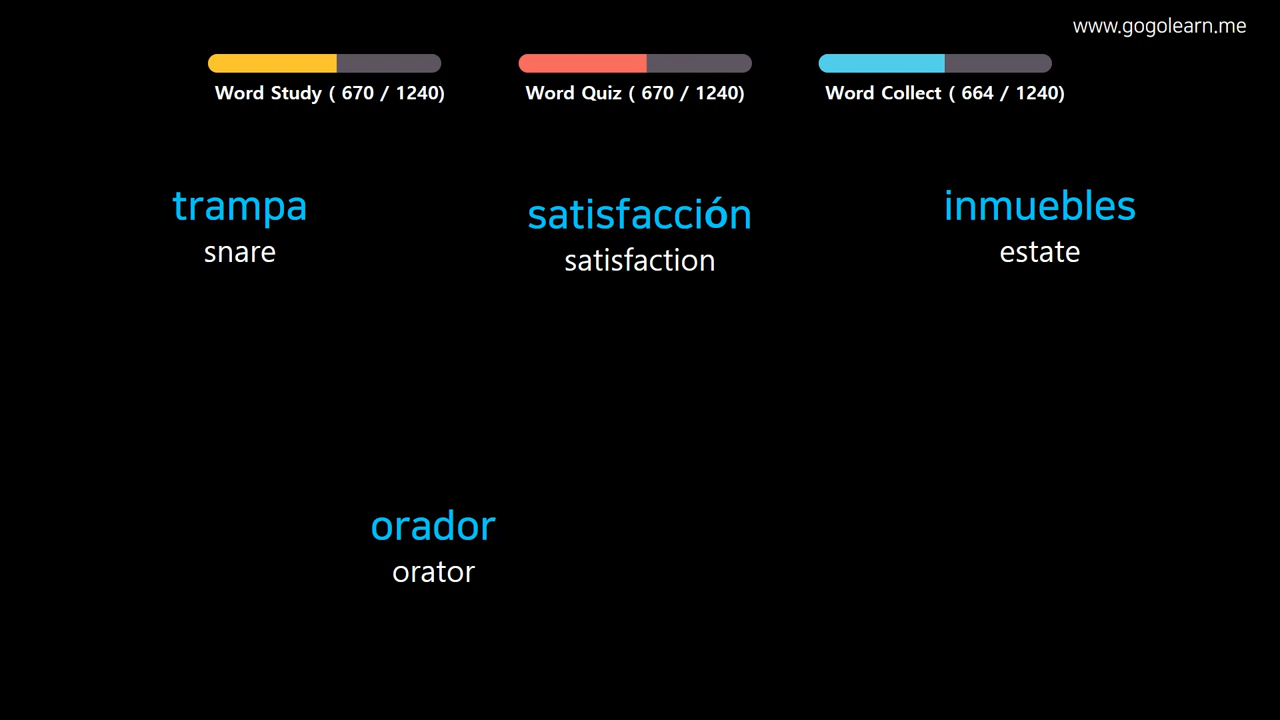 www.gogolearn.me
Word Study ( 670 / 1240)
Word Quiz ( 670 / 1240)
Word Collect ( 664 / 1240)
trampa
snare
satisfacción
satisfaction
inmuebles
estate
orador
orator